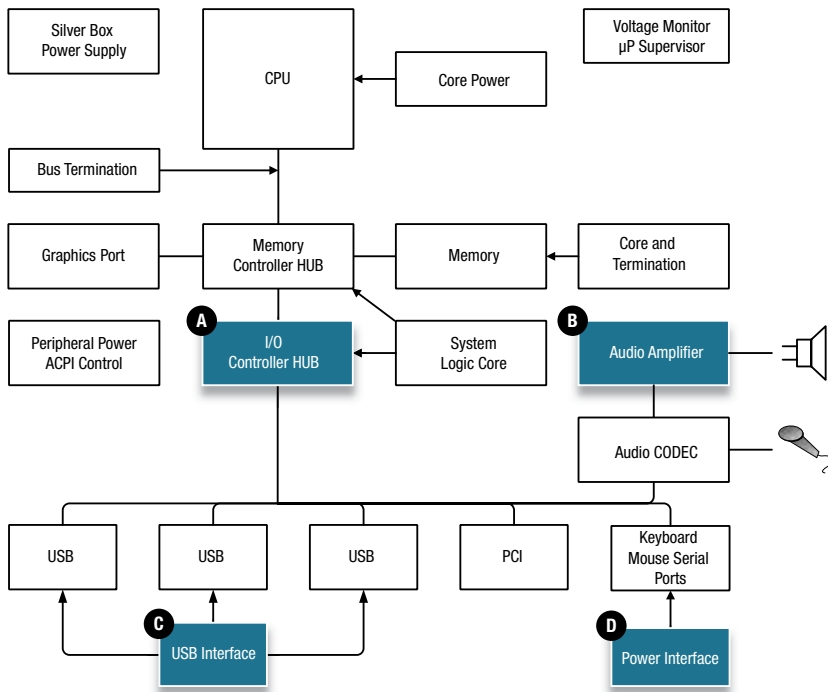 Silver Box
Power Supply
CPU
Core Power
Voltage Monitor
µP Supervisor
Bus Termination
Graphics Port
Memory
Controller HUB
Memory
Core and
Termination
Peripheral Power
ACPI Control
A
I/O
Controller HUB
System
Logic Core
B
Audio Amplifier
Audio CODEC
USB
USB
USB
PCI
Keyboard
Mouse Serial
Ports
C
USB Interface
D
Power Interface